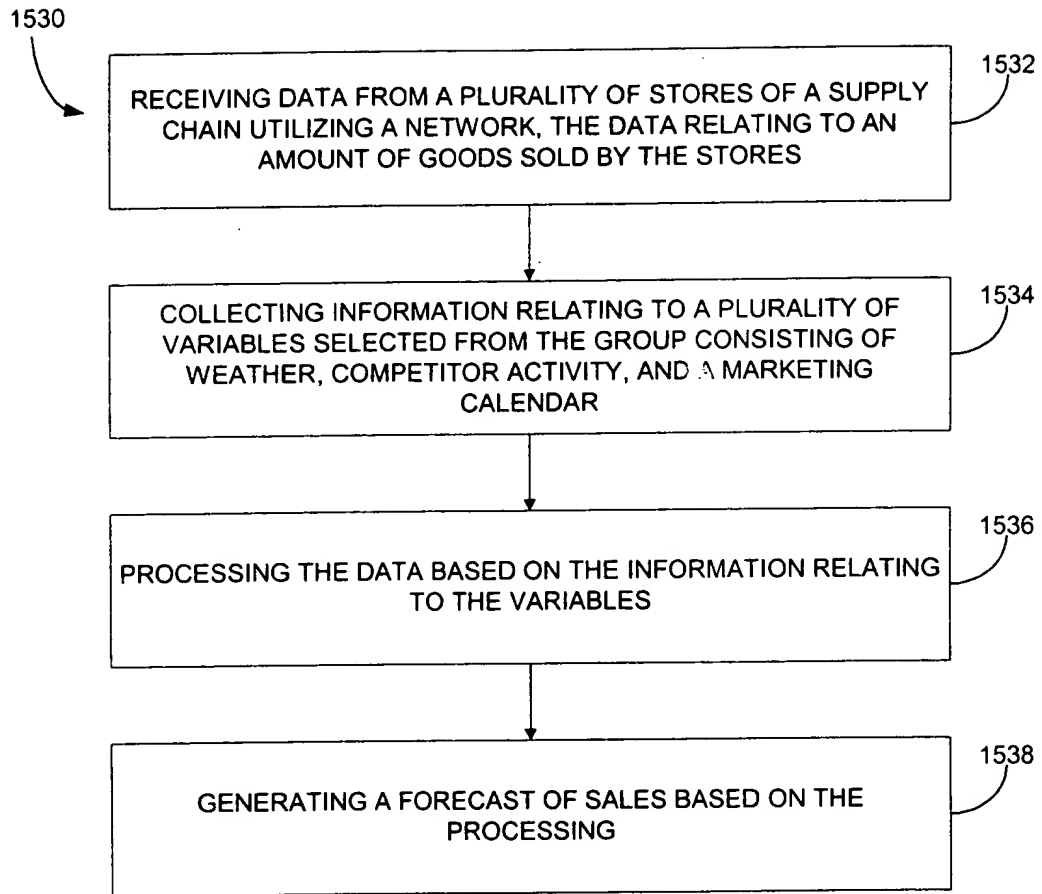 1530
1532
RECEIVING DATA FROM A PLURALITY OF STORES OF A SUPPLY
CHAIN UTILIZING A NETWORK, THE DATA RELATING TO AN
AMOUNT OF GOODS SOLD BY THE STORES
1534
COLLECTING INFORMATION RELATING TO A PLURALITY OF
VARIABLES SELECTED FROM THE GROUP CONSISTING OF
WEATHER, COMPETITOR ACTIVITY, AND A MARKETING
CALENDAR
1536
PROCESSING THE DATA BASED ON THE INFORMATION RELATING
TO THE VARIABLES
1538
GENERATING A FORECAST OF SALES BASED ON THE
PROCESSING